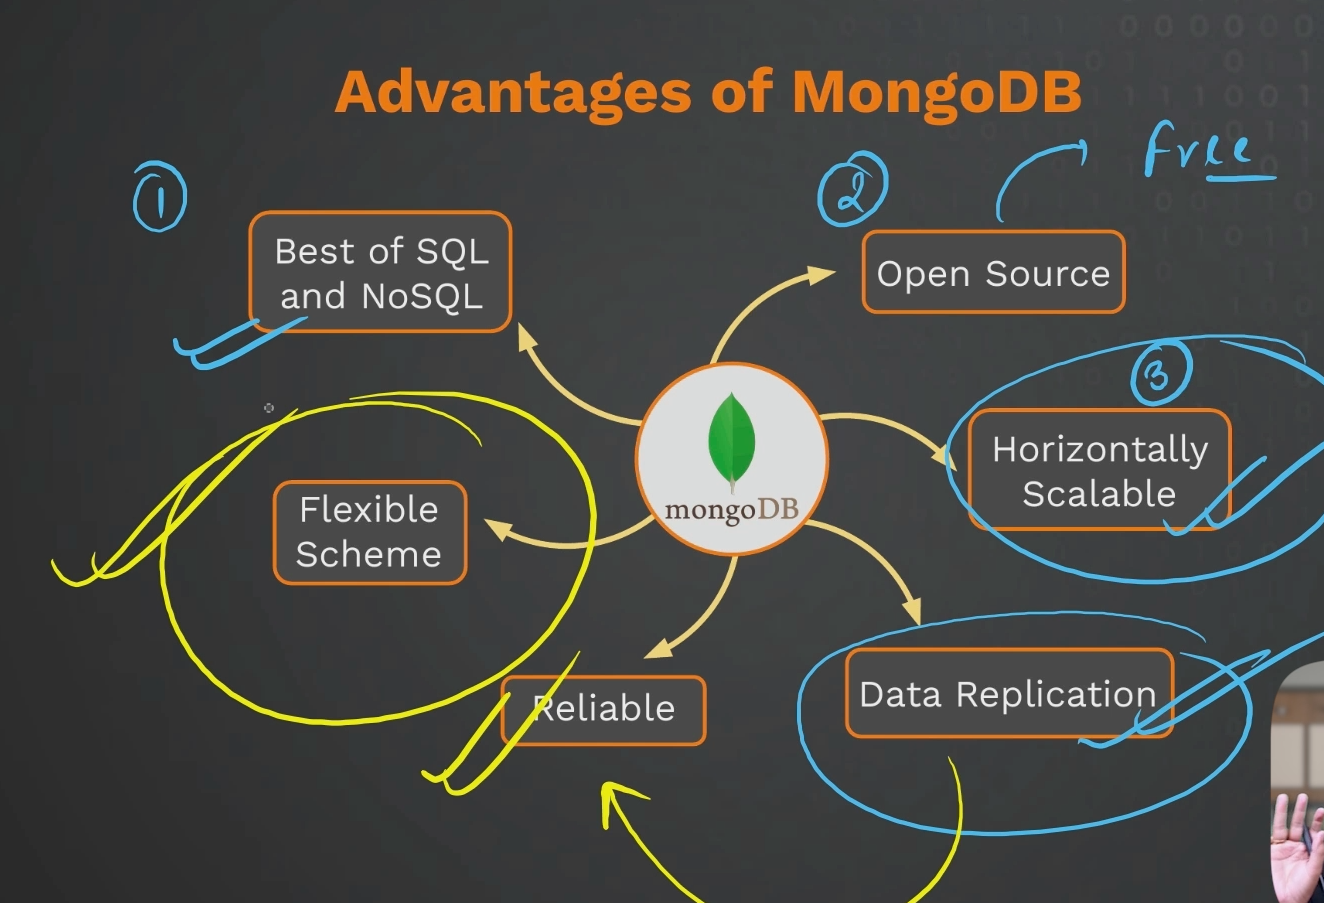 Advantages of MongoDB
1
Best of SQL
and NoSQL
2
Free
Open Source
3
Horizontally
Scalable
mongoDB
Flexible
Scheme
Data Replication
Reliable